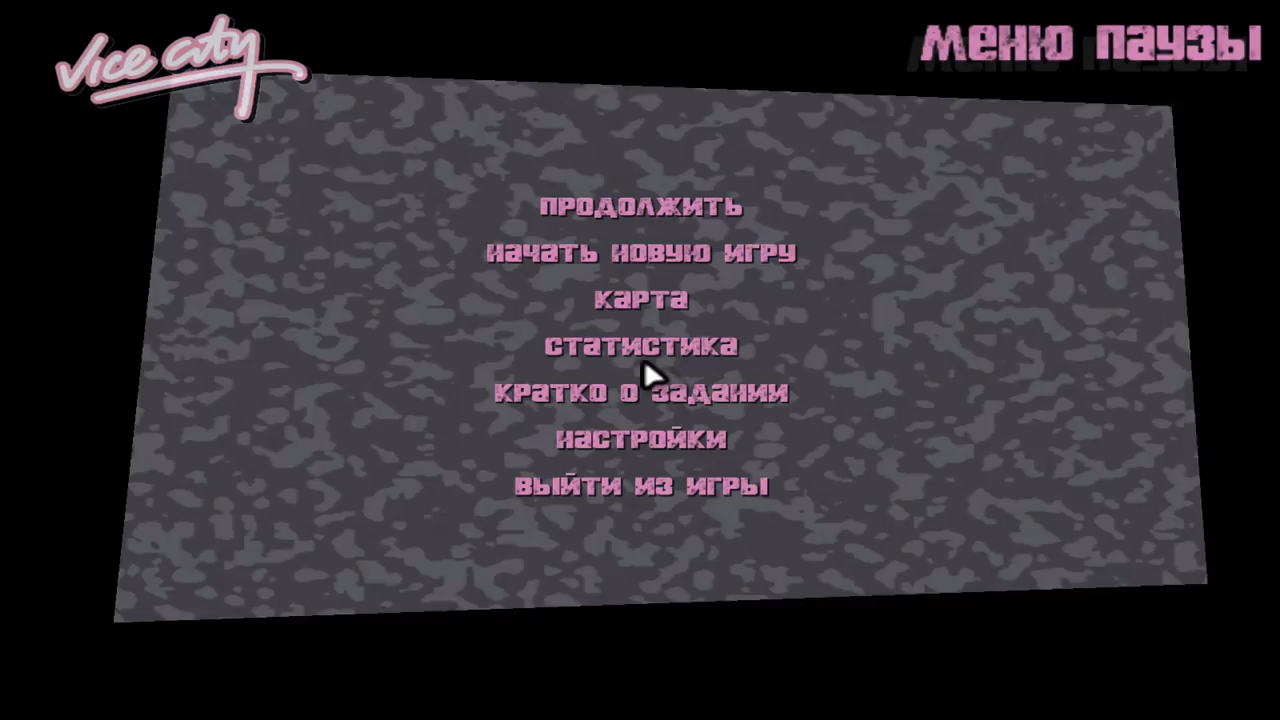 Vice City
Меню паузы
Продолжить
Начать новую игру
Карта
Статистика
Кратко о задании
Настройки
Выйти из игры